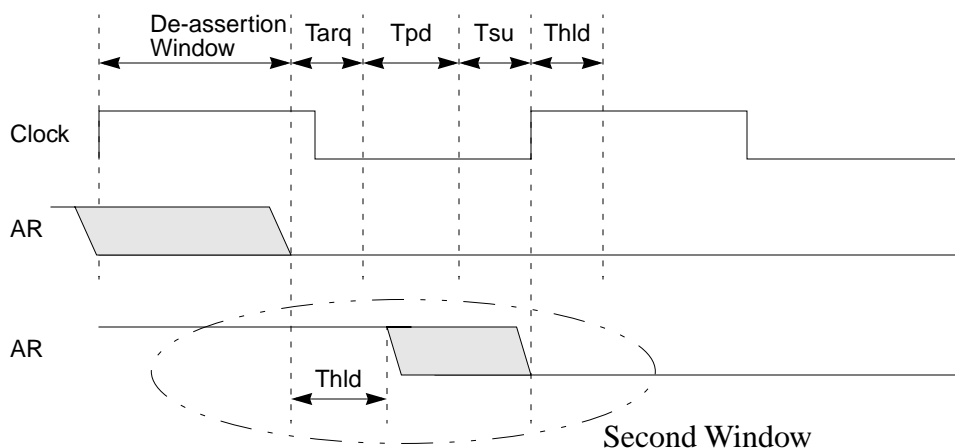 De-assertion
Window
Tarq
Tpd
Tsu
Thld
Clock
AR
AR
Thld
Second Window